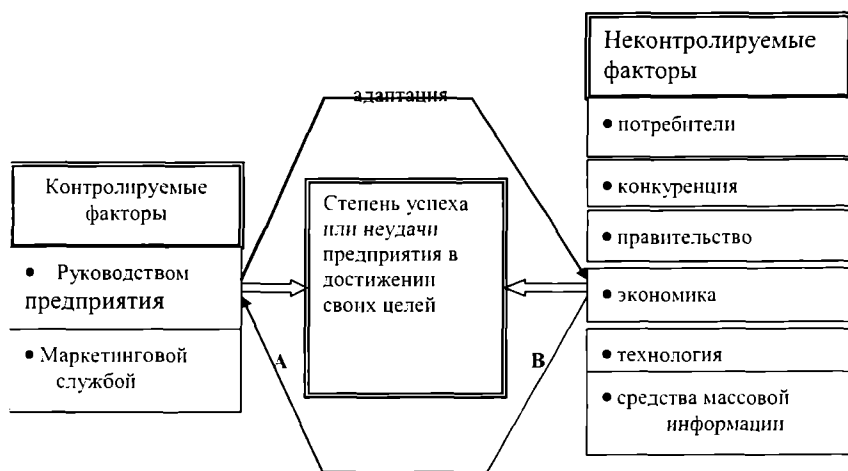 адаптация
Контролируемые
факторы
• Руководством
предприятия
• Маркетинговой
службой
Степень успеха
или неудачи
предприятия в
достижении
своих целей
А
В
Неконтролируемые
факторы
• потребители
• конкуренция
• правительство
• экономика
• технология
• средства массовой
информации